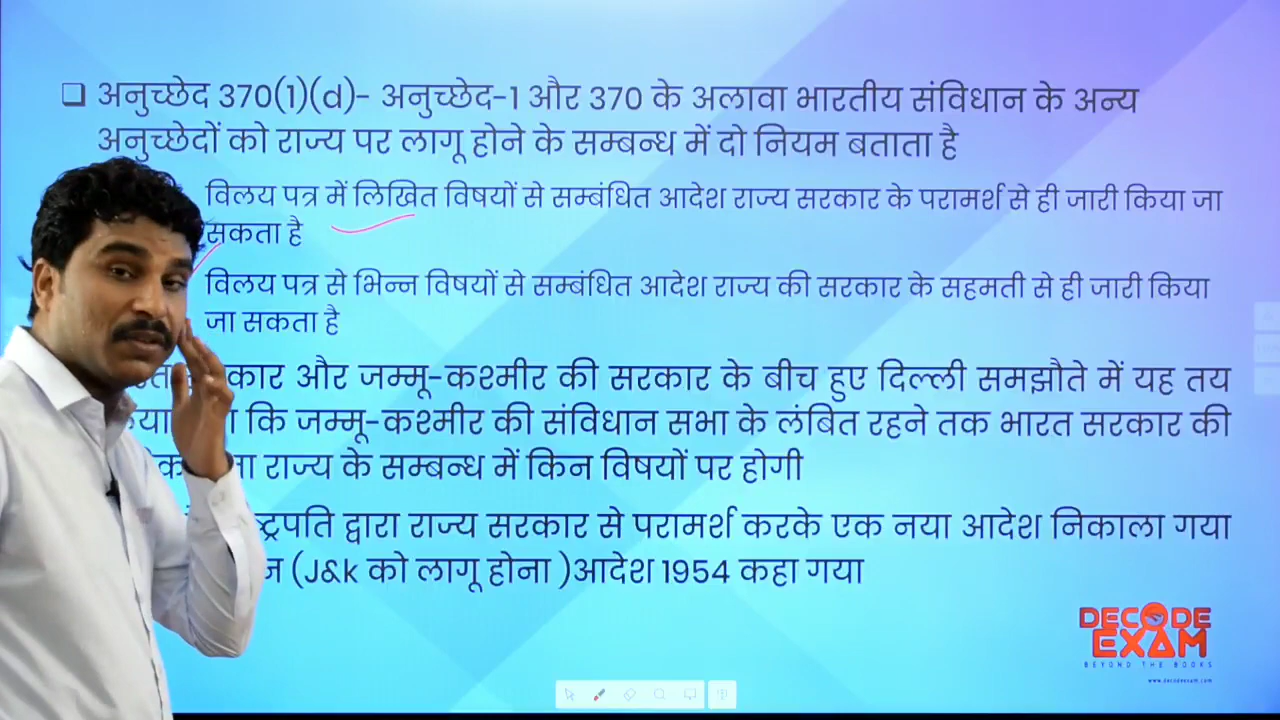 अनुच्छेद 370(1)(d)- अनुच्छेद-1 और 370 के अलावा भारतीय संविधान के अन्य
अनुच्छेदों को राज्य पर लागू होने के सम्बन्ध में दो नियम बताता है
विलय पत्र में लिखित विषयों से सम्बंधित आदेश राज्य सरकार के परामर्श से ही जारी किया जा
सकता है
विलय पत्र से भिन्न विषयों से सम्बंधित आदेश राज्य की सरकार के सहमती से ही जारी किया
जा सकता है
और जम्मू-कश्मीर की सरकार के बीच हुए दिल्ली समझौते में यह तय
कि जम्मू-कश्मीर की संविधान सभा के लंबित रहने तक भारत सरकार की
राज्य के सम्बन्ध में किन विषयों पर होगी
द्वारा राज्य सरकार से परामर्श करके एक नया आदेश निकाला गया
(J&k को लागू होना )आदेश 1954 कहा गया
DECODE
EXAM
BEYOND THE BOOKS
www.decodeexam.com